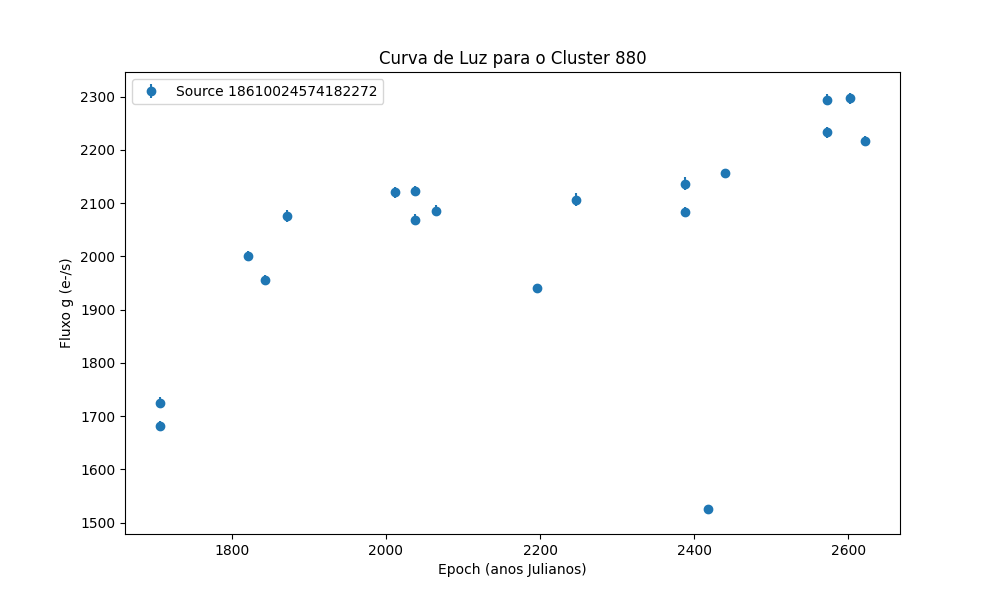 Curva de Luz para o Cluster 880
Source 18610024574182272
Fluxo g (e-/s)
2300
2200
2100
2000
1900
1800
1700
1600
1500
1800 2000 2200 2400 2600
Epoch (anos Julianos)